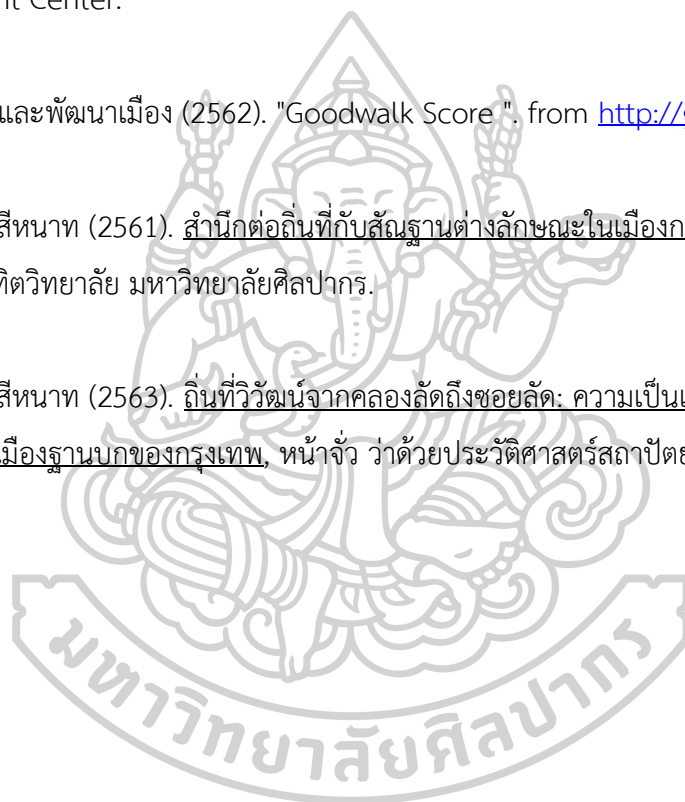 nt Center.
และพัฒนาเมือง (2562). "Goodwalk Score ". from http://
สีหนาท (2561). สำนึกต่อถิ่นที่กับสัณฐานต่างลักษณะในเมืองก
ทิตวิทยาลัย มหาวิทยาลัยศิลปากร.
สีหนาท (2563). ถิ่นที่วิวัฒน์จากคลองลัดถึงซอยลัด: ความเป็นเ
เมืองฐานบกของกรุงเทพ, หน้าจั่ว ว่าด้วยประวัติศาสตร์สถาปัตย
มหาวิทยาลัยศิลปากร